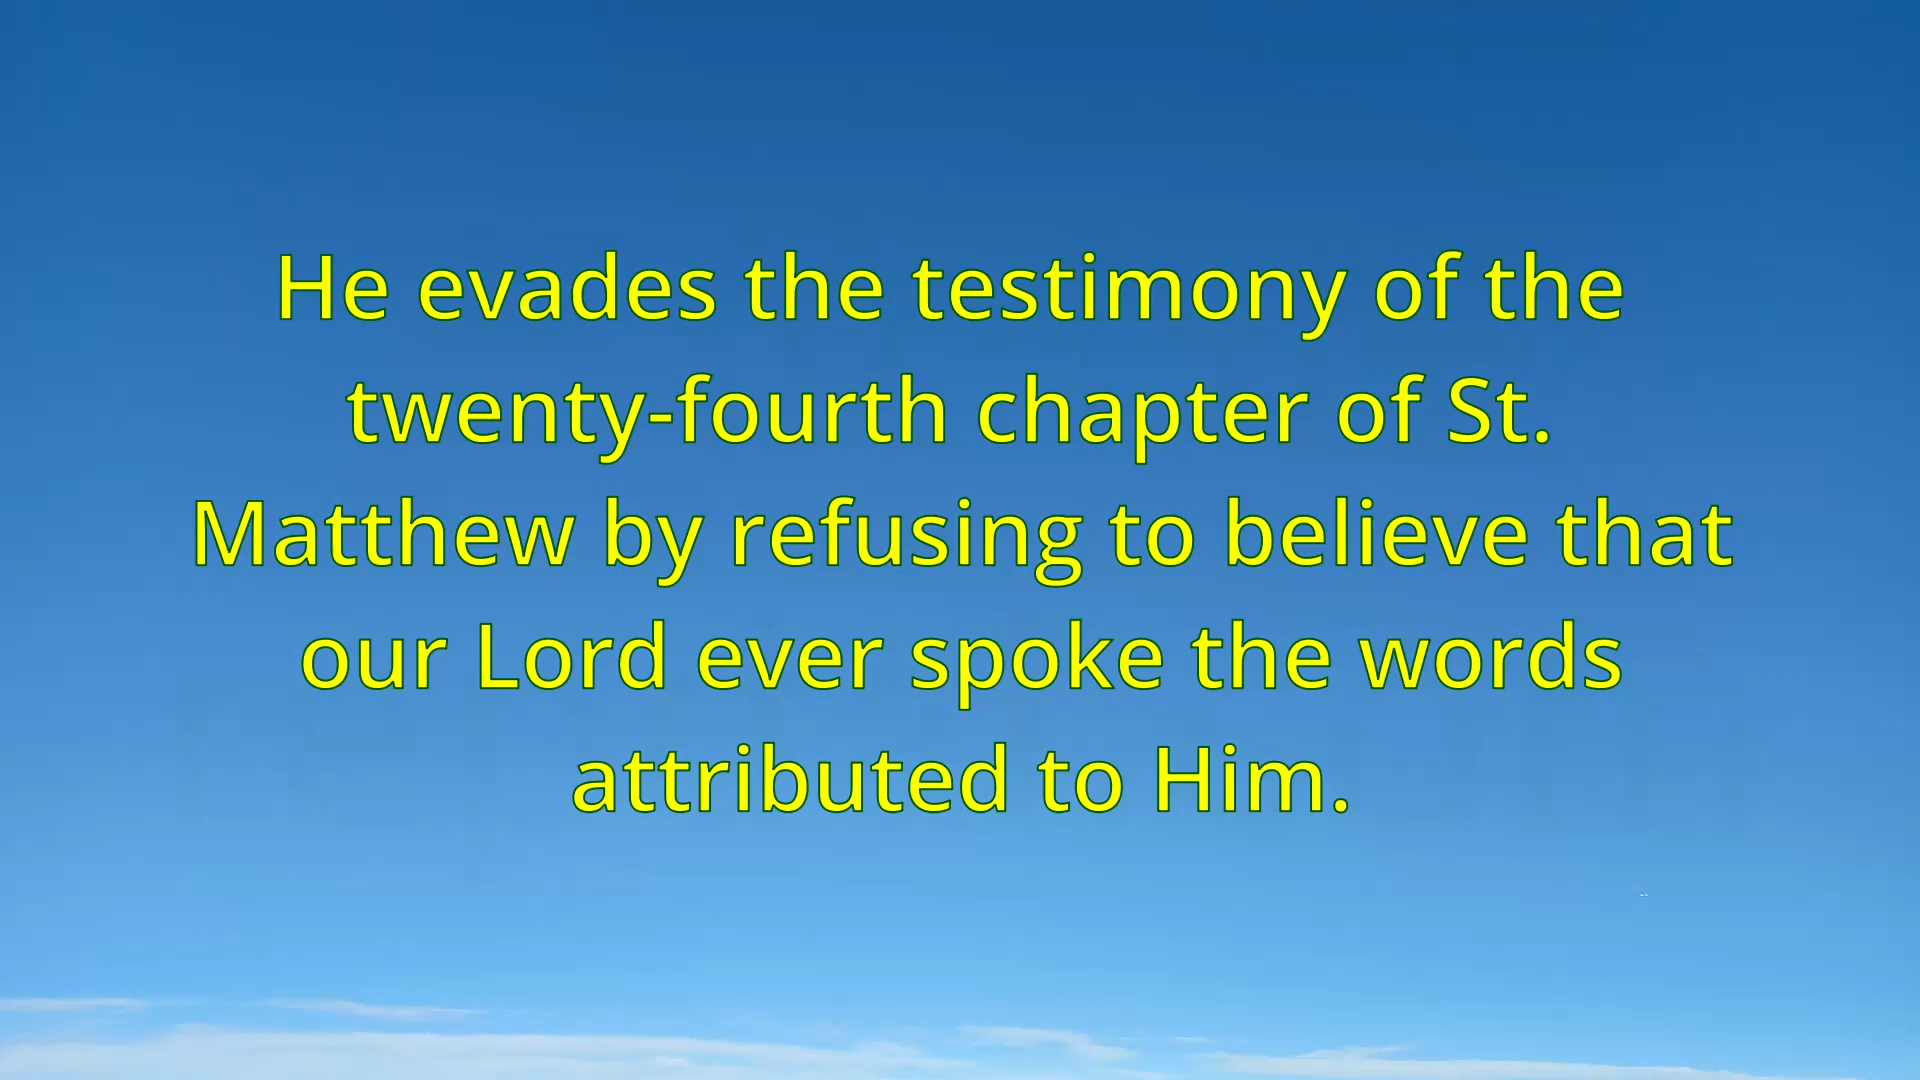 He evades the testimony of the
twenty-fourth chapter of St.
Matthew by refusing to believe that
our Lord ever spoke the words
attributed to Him.